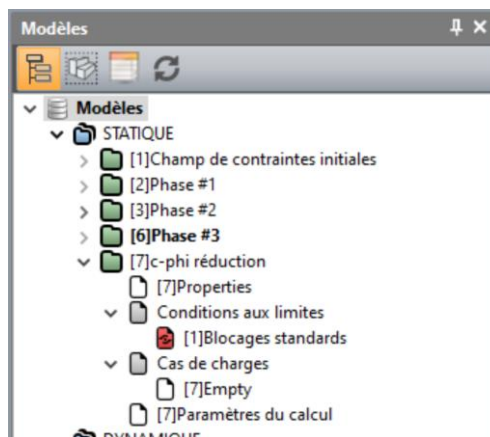 Modèles
Modèles
STATIQUE
[1]Champ de contraintes initiales
[2]Phase #1
[3]Phase #2
[6]Phase #3
[7]c-phi réduction
[7]Properties
Conditions aux limites
[1]Blocages standards
Cas de charges
[7]Empty
[7]Paramètres du calcul
DYNAMIQUE